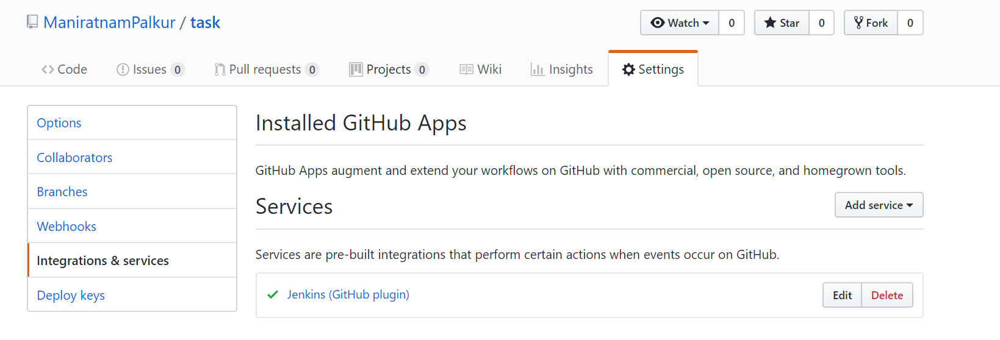 ManiratnamPalkur / task
Watch 0 Star 0 Fork 0
Code Issues 0 Pull requests 0 Projects 0 Wiki Insights Settings
Options
Collaborators
Branches
Webhooks
Integrations & services
Deploy keys
Installed GitHub Apps
GitHub Apps augment and extend your workflows on GitHub with commercial, open source, and homegrown tools.
Services
Add service
Services are pre-built integrations that perform certain actions when events occur on GitHub.
Jenkins (GitHub plugin)
Edit Delete